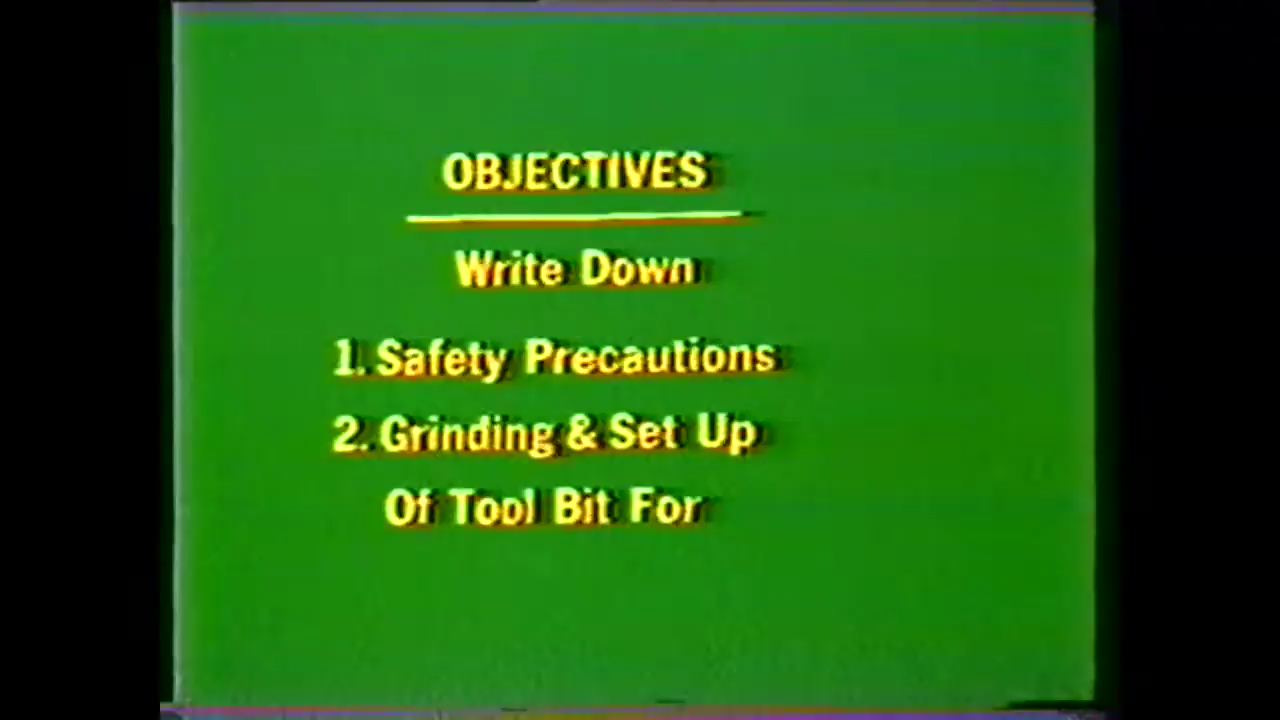 OBJECTIVES
Write Down
1. Safety Precautions
2. Grinding & Set Up
Of Tool Bit For